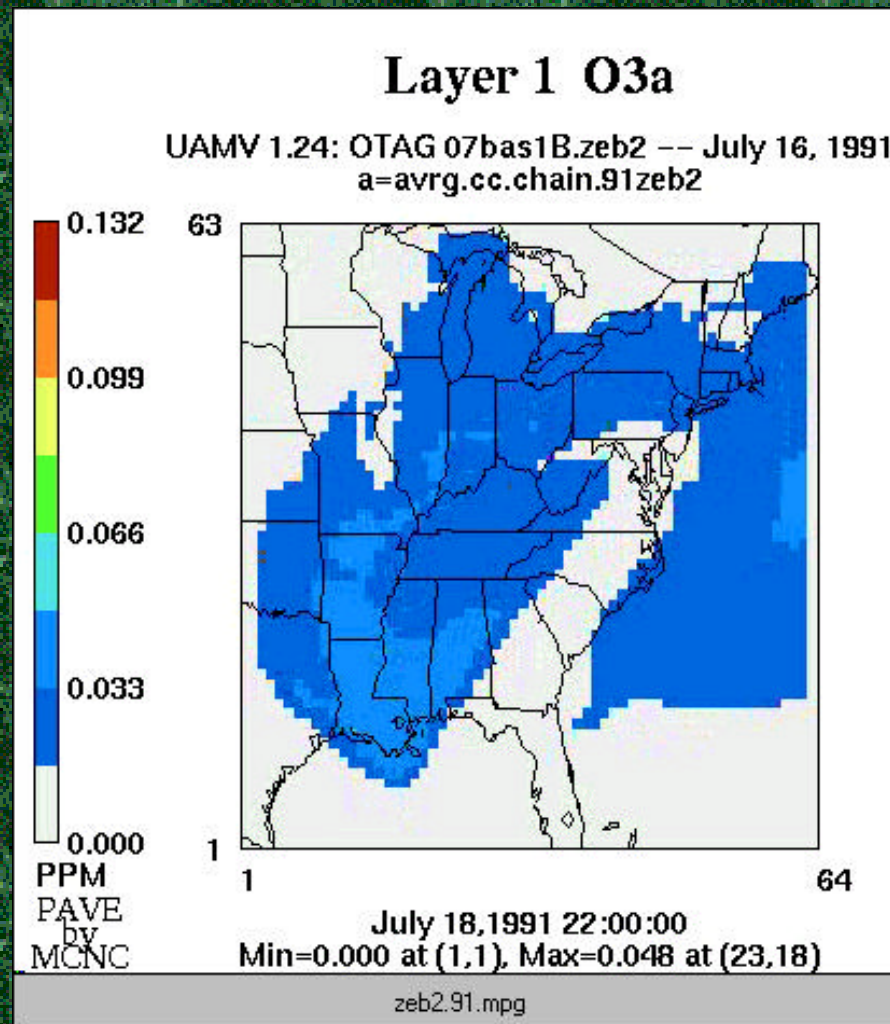 Layer 1 O3a
UAMV 1.24: OTAG 07bas1B.zeb2 -- July 16, 1991
a=avrg.cc.chain.91zeb2
0.132
0.099
0.066
0.033
0.000
PPM
PAVE
by
MCNC
63
1
1
64
July 18,1991 22:00:00
Min=0.000 at (1,1), Max=0.048 at (23,18)
zeb2.91.mpg